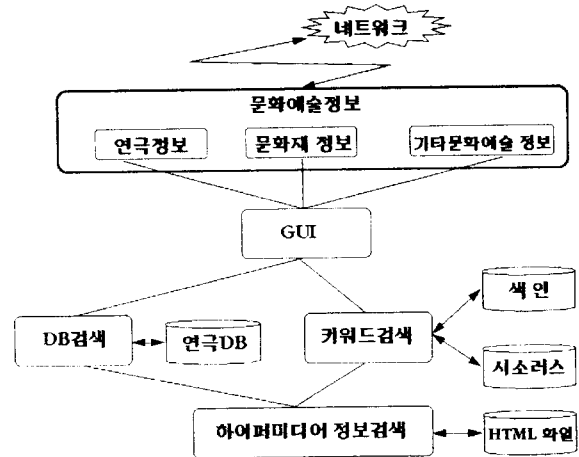 네트워크
문화예술정보
연극정보
문화재 정보
기타문화예술 정보
GUI
색 인
DB검색
연극DB
키워드검색
시소러스
하이퍼미디어 정보검색
HTML 화일